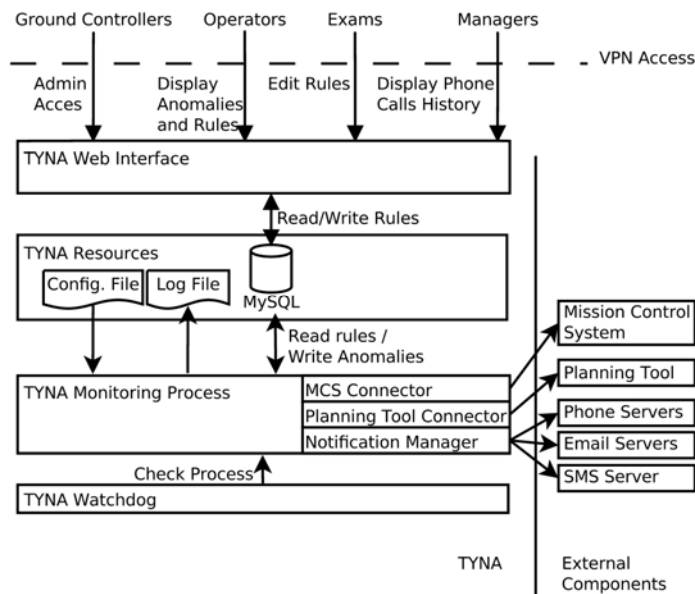 Ground Controllers
Operators
Exams
Managers
VPN Access
Admin
Acces
Display
Anomalies
and Rules
Edit Rules
Display Phone
Calls History
TYNA Web Interface
Read/Write Rules
TYNA Resources
Config. File
Log File
MySQL
Read rules /
Write Anomalies
Mission Control
System
TYNA Monitoring Process
MCS Connector
Planning Tool Connector
Notification Manager
Planning Tool
Phone Servers
Email Servers
SMS Server
Check Process
TYNA Watchdog
TYNA
External
Components